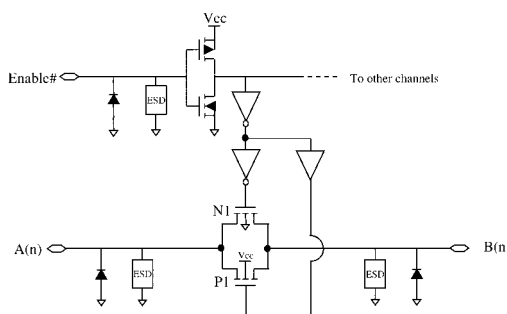 Vcc
Enable#
ESD
To other channels
N1
A(n)
B(n
ESD
Vcc
ESD
P1